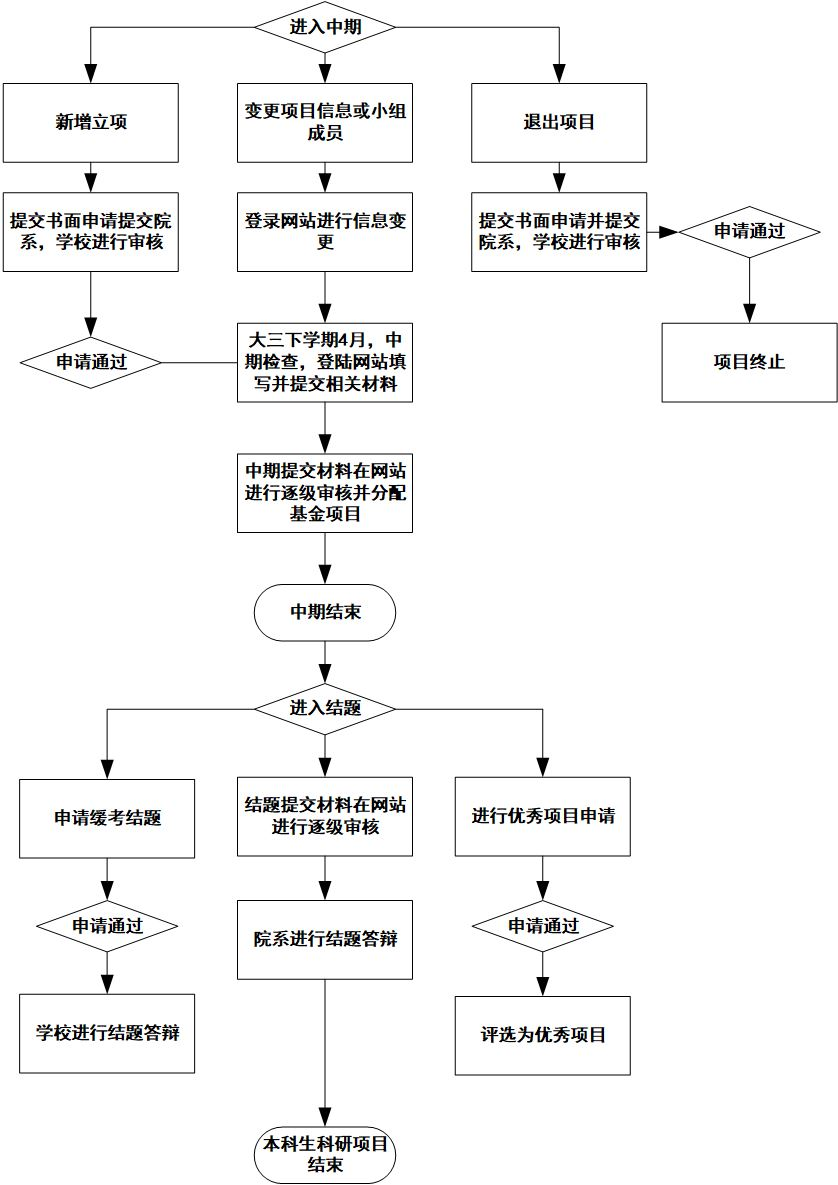 进入中期
新增立项
变更项目信息或小组
成员
退出项目
提交书面申请提交院
系，学校进行审核
登录网站进行信息变
更
提交书面申请并提交
院系，学校进行审核
申请通过
申请通过
大三下学期4月，中
期检查，登陆网站填
写并提交相关材料
项目终止
中期提交材料在网站
进行逐级审核并分配
基金项目
中期结束
进入结题
申请缓考结题
结题提交材料在网站
进行逐级审核
进行优秀项目申请
申请通过
院系进行结题答辩
申请通过
学校进行结题答辩
评选为优秀项目
本科生科研项目
结束